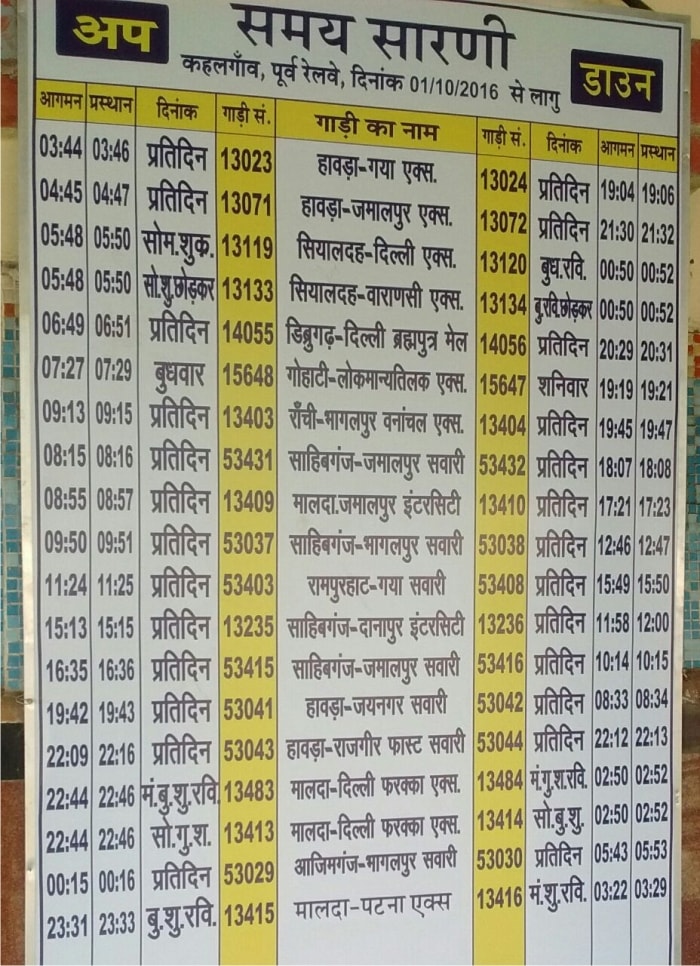 अप
समय सारणी
डाउन
कहलगाँव, पूर्व रेलवे, दिनांक 01/10/2016 से लागु
आगमन प्रस्थान दिनांक गाड़ी सं. गाड़ी का नाम गाड़ी सं. दिनांक आगमन प्रस्थान
03:44 03:46 प्रतिदिन 13023 हावड़ा-गया एक्स. 13024 प्रतिदिन 19:04 19:06
04:45 04:47 प्रतिदिन 13071 हावड़ा-जमालपुर एक्स. 13072 प्रतिदिन 21:30 21:32
05:48 05:50 सोम.शुक्र. 13119 सियालदह-दिल्ली एक्स. 13120 बुध.रवि. 00:50 00:52
05:48 05:50 सो.शु.छोड़कर 13133 सियालदह-वाराणसी एक्स. 13134 बु.रवि.छोड़कर 00:50 00:52
06:49 06:51 प्रतिदिन 14055 डिब्रुगढ़-दिल्ली ब्रह्मपुत्र मेल 14056 प्रतिदिन 20:29 20:31
07:27 07:29 बुधवार 15648 गोहाटी-लोकमान्यतिलक एक्स. 15647 शनिवार 19:19 19:21
09:13 09:15 प्रतिदिन 13403 राँची-भागलपुर वनांचल एक्स. 13404 प्रतिदिन 19:45 19:47
08:15 08:16 प्रतिदिन 53431 साहिबगंज-जमालपुर सवारी 53432 प्रतिदिन 18:07 18:08
08:55 08:57 प्रतिदिन 13409 मालदा.जमालपुर इंटरसिटी 13410 प्रतिदिन 17:21 17:23
09:50 09:51 प्रतिदिन 53037 साहिबगंज-भागलपुर सवारी 53038 प्रतिदिन 12:46 12:47
11:24 11:25 प्रतिदिन 53403 रामपुरहाट-गया सवारी 53408 प्रतिदिन 15:49 15:50
15:13 15:15 प्रतिदिन 13235 साहिबगंज-दानापुर इंटरसिटी 13236 प्रतिदिन 11:58 12:00
16:35 16:36 प्रतिदिन 53415 साहिबगंज-जमालपुर सवारी 53416 प्रतिदिन 10:14 10:15
19:42 19:43 प्रतिदिन 53041 हावड़ा-जयनगर सवारी 53042 प्रतिदिन 08:33 08:34
22:09 22:16 प्रतिदिन 53043 हावड़ा-राजगीर फास्ट सवारी 53044 प्रतिदिन 22:12 22:13
22:44 22:46 मं.बु.शु.रवि. 13483 मालदा-दिल्ली फरक्का एक्स. 13484 मं.गु.श.रवि. 02:50 02:52
22:44 22:46 सो.गु.श. 13413 मालदा-दिल्ली फरक्का एक्स. 13414 सो.बु.शु. 02:50 02:52
00:15 00:16 प्रतिदिन 53029 आजिमगंज-भागलपुर सवारी 53030 प्रतिदिन 05:43 05:53
23:31 23:33 बु.शु.रवि. 13415 मालदा-पटना एक्स 13416 मं.शु.रवि. 03:22 03:29